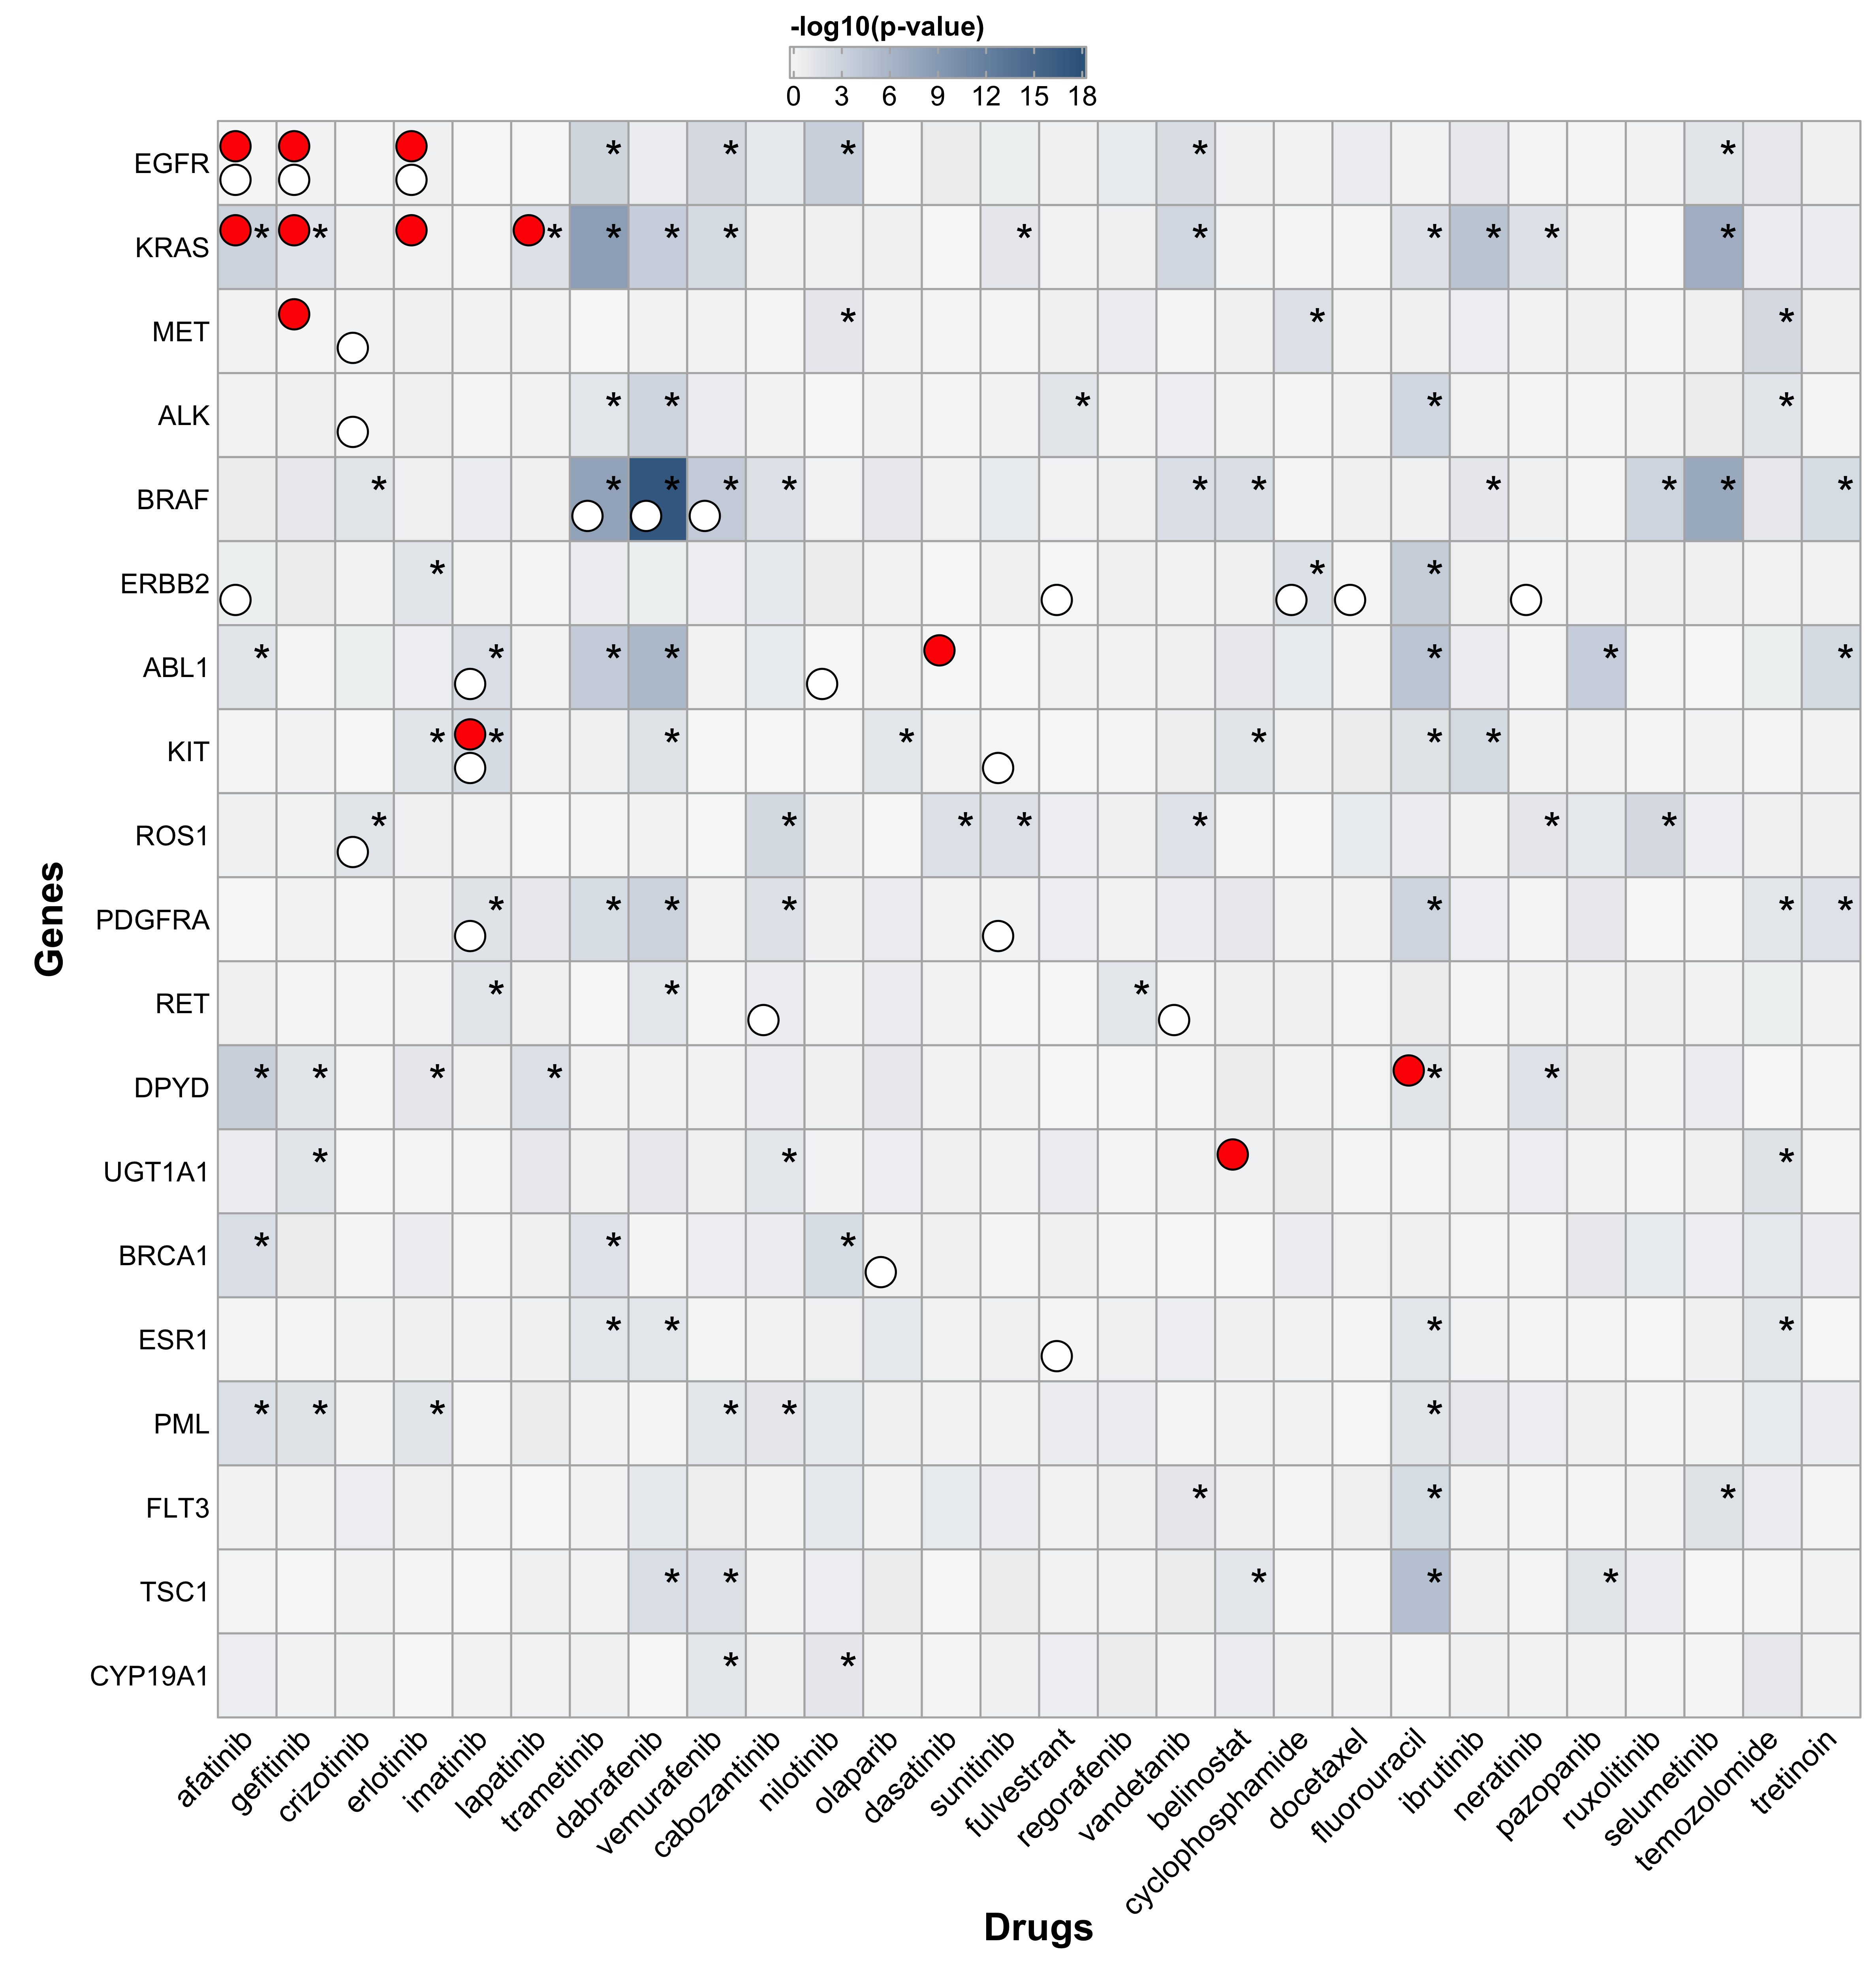 -log10(p-value)
0 3 6 9 12 15 18
EGFR
KRAS
MET
ALK
BRAF
ERBB2
ABL1
KIT
ROS1
PDGFRA
RET
DPYD
UGT1A1
BRCA1
ESR1
PML
FLT3
TSC1
CYP19A1
Genes
afatinib
gefitinib
crizotinib
erlotinib
imatinib
lapatinib
trametinib
dabrafenib
vemurafenib
cabozantinib
nilotinib
olaparib
dasatinib
sunitinib
fulvestrant
regorafenib
vandetanib
belinostat
cyclophosphamide
docetaxel
fluorouracil
ibrutinib
neratinib
pazopanib
ruxolitinib
selumetinib
temozolomide
tretinoin
Drugs